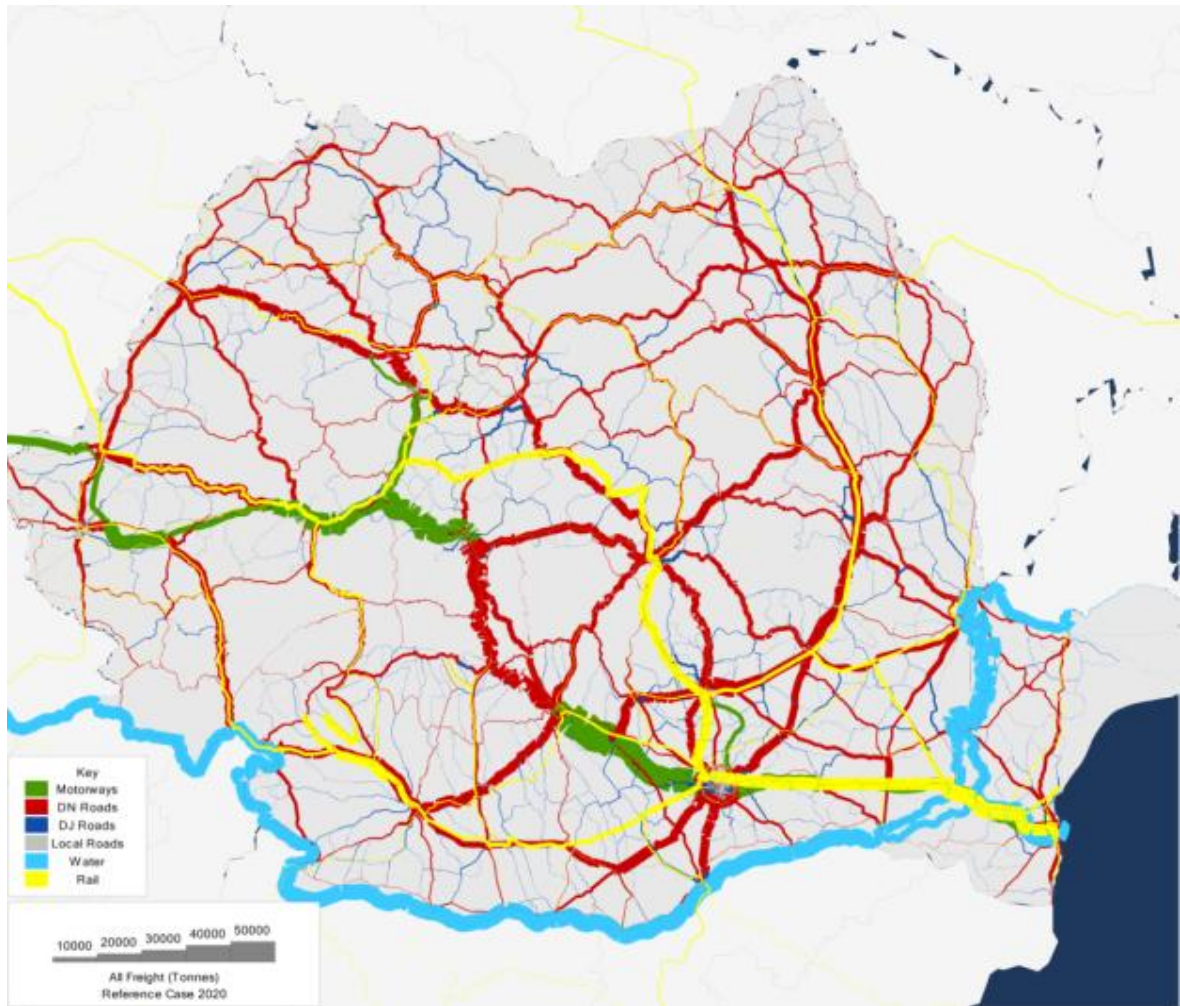 Key
Motorways
DN Roads
DJ Roads
Local Roads
Water
Rail
10000 20000 30000 40000 50000
All Freight (Tonnes)
Reference Case 2020